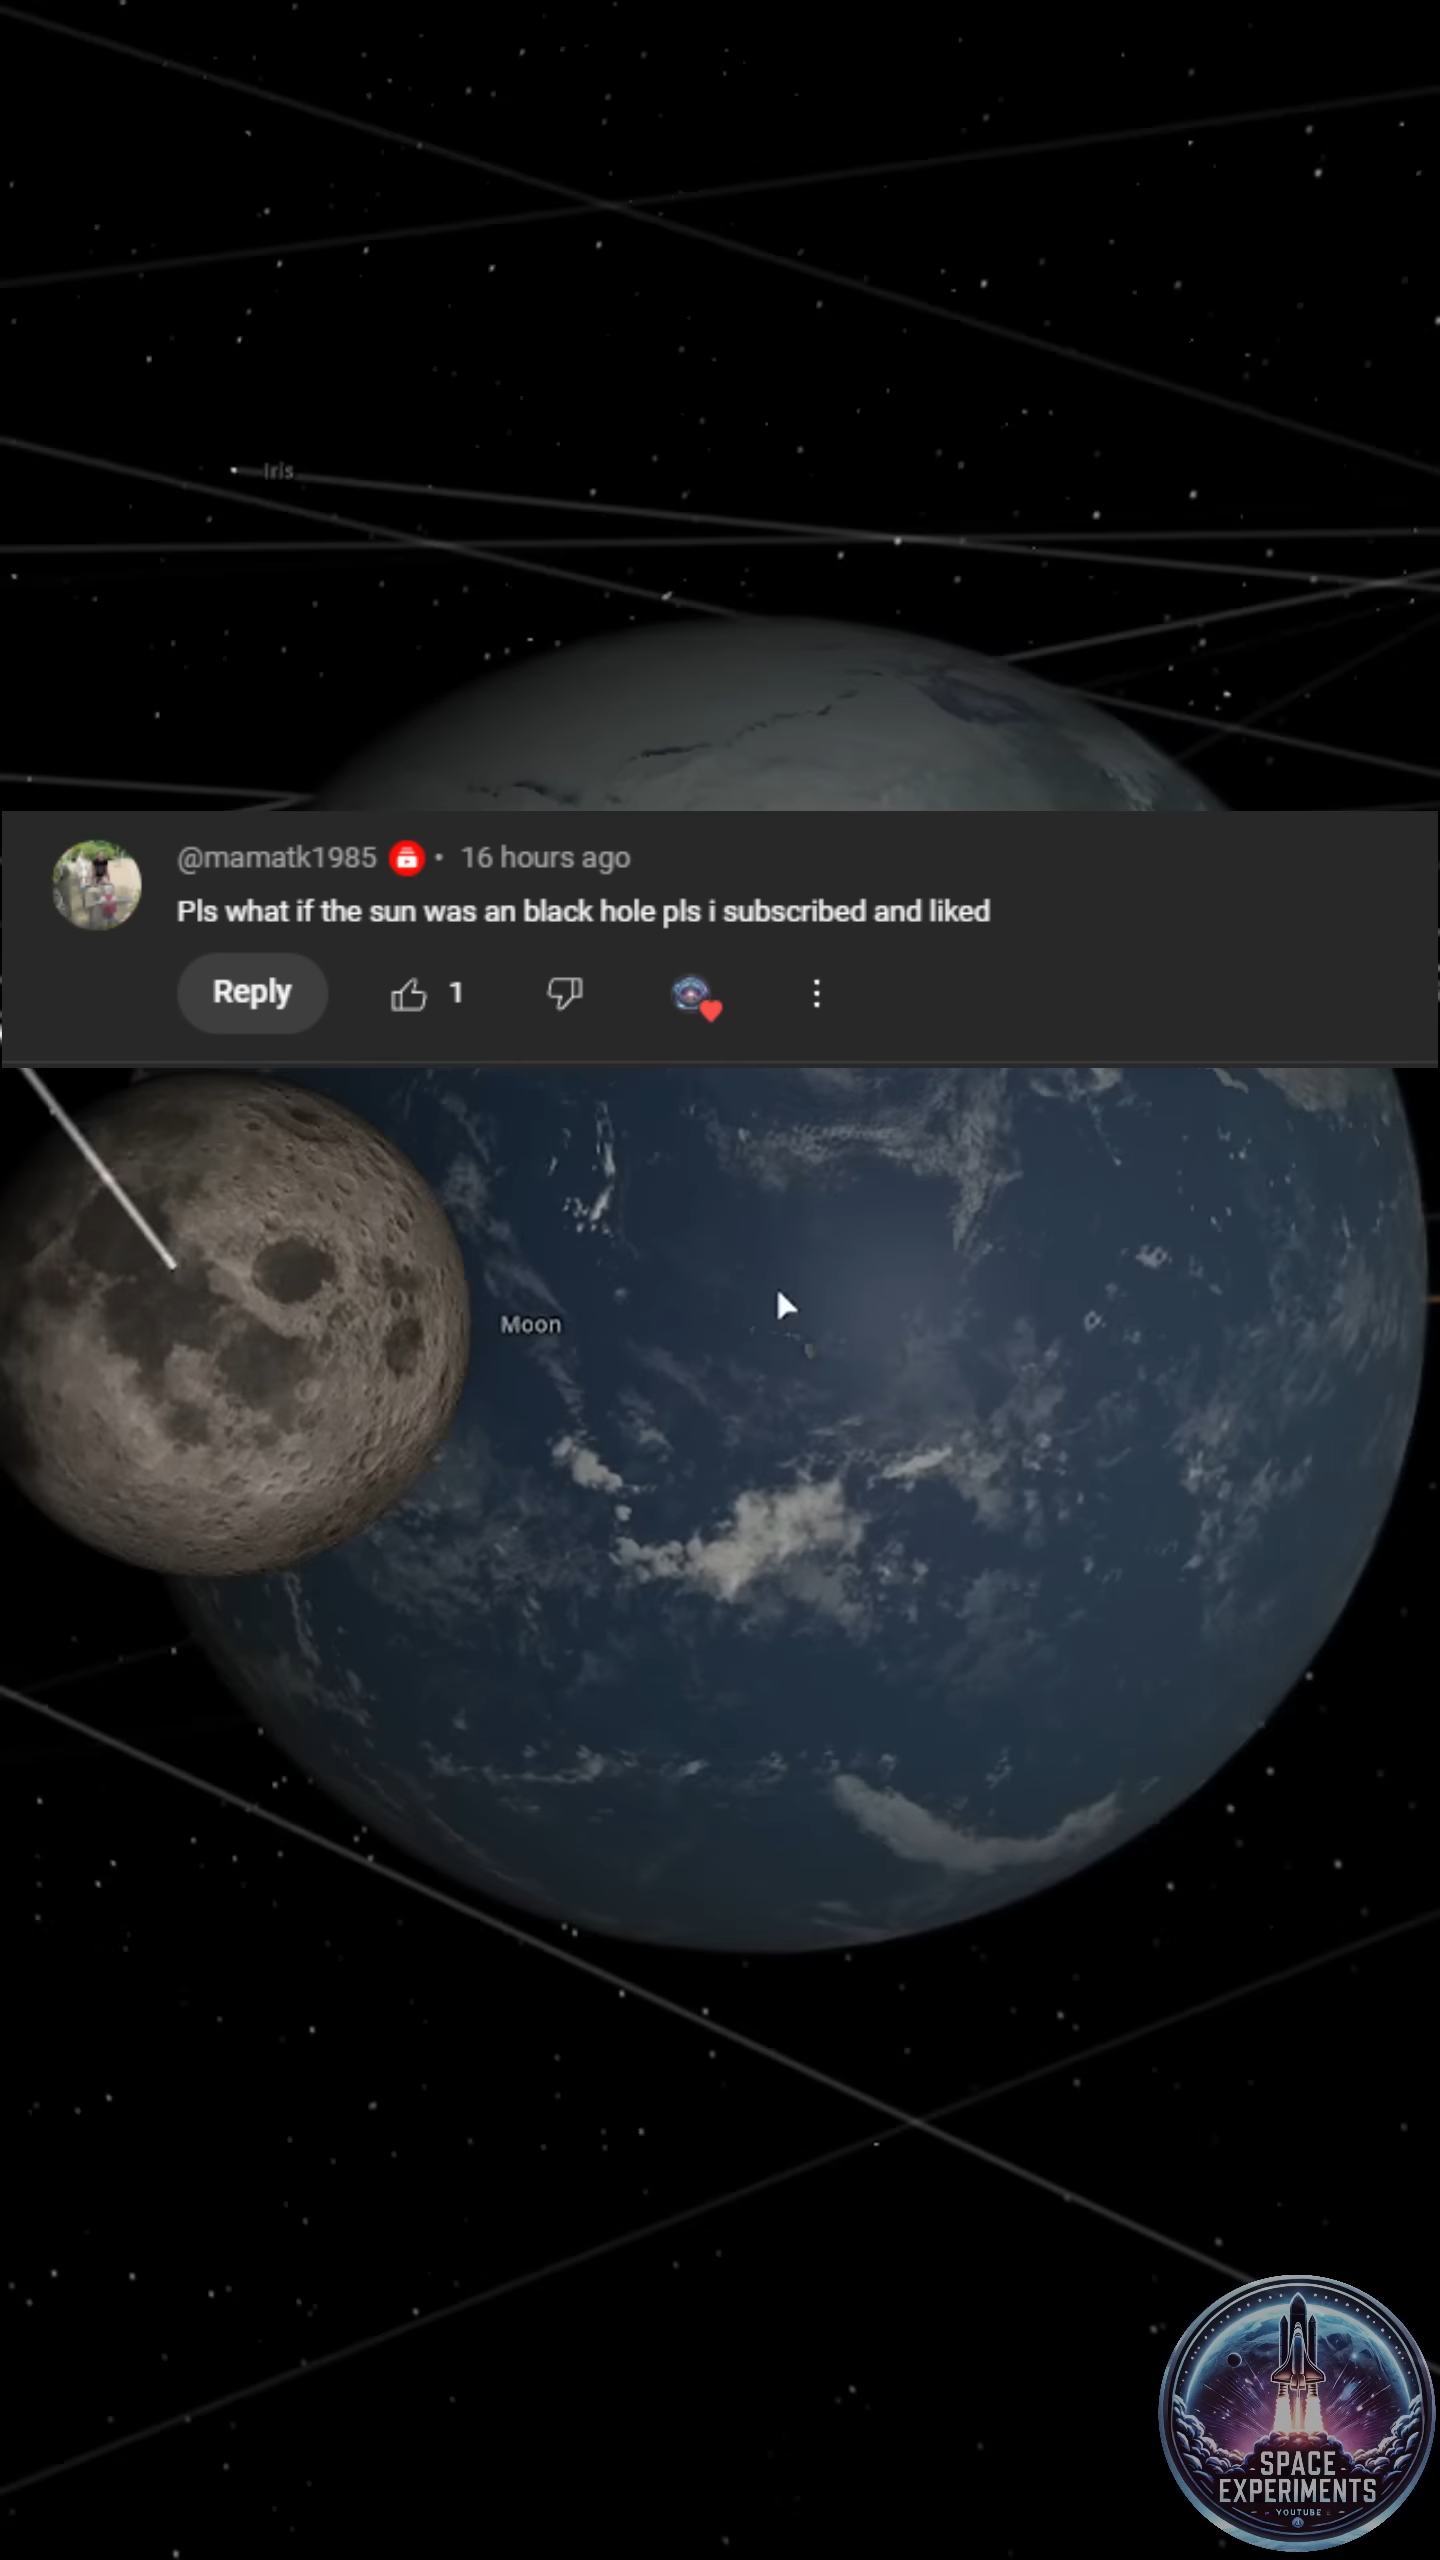 Iris
@mamatk1985 • 16 hours ago
Pls what if the sun was an black hole pls i subscribed and liked
Reply 1
Moon
SPACE
EXPERIMENTS
YOUTUBE